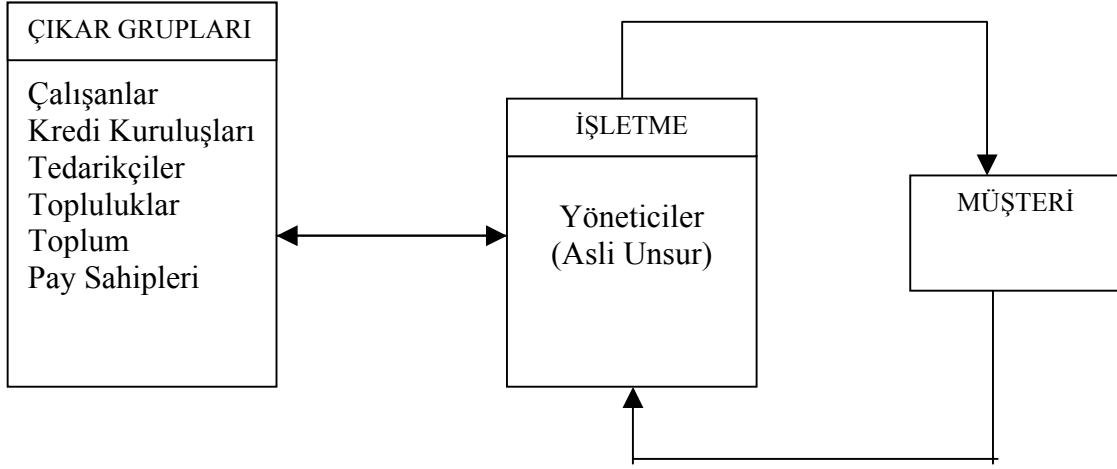 ÇIKAR GRUPLARI
Çalışanlar
Kredi Kuruluşları
Tedarikçiler
Topluluklar
Toplum
Pay Sahipleri
İŞLETME
Yöneticiler
(Asli Unsur)
MÜŞTERİ